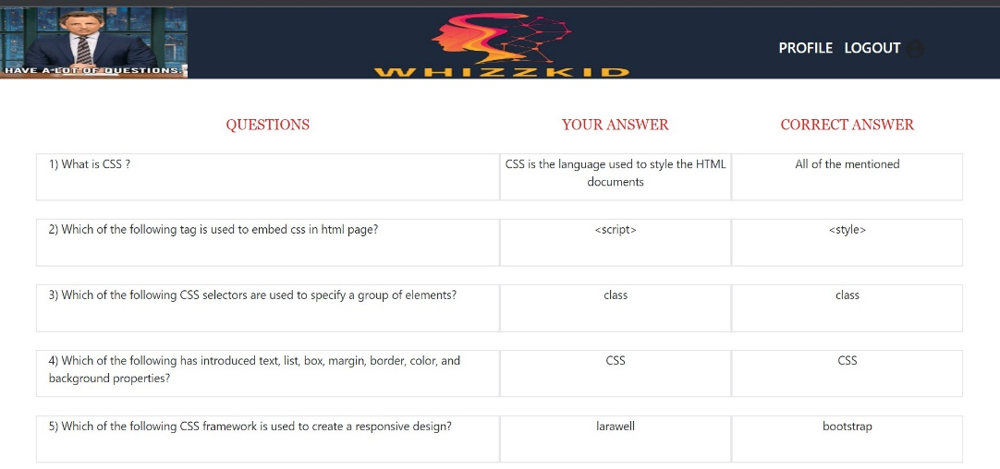 HAVE A LOT OF QUESTIONS.
WHIZZKID
PROFILE LOGOUT
QUESTIONS YOUR ANSWER CORRECT ANSWER
1) What is CSS ? CSS is the language used to style the HTML All of the mentioned
documents
2) Which of the following tag is used to embed css in html page? <script> <style>
3) Which of the following CSS selectors are used to specify a group of elements? class class
4) Which of the following has introduced text, list, box, margin, border, color, and CSS CSS
background properties?
5) Which of the following CSS framework is used to create a responsive design? larawell bootstrap